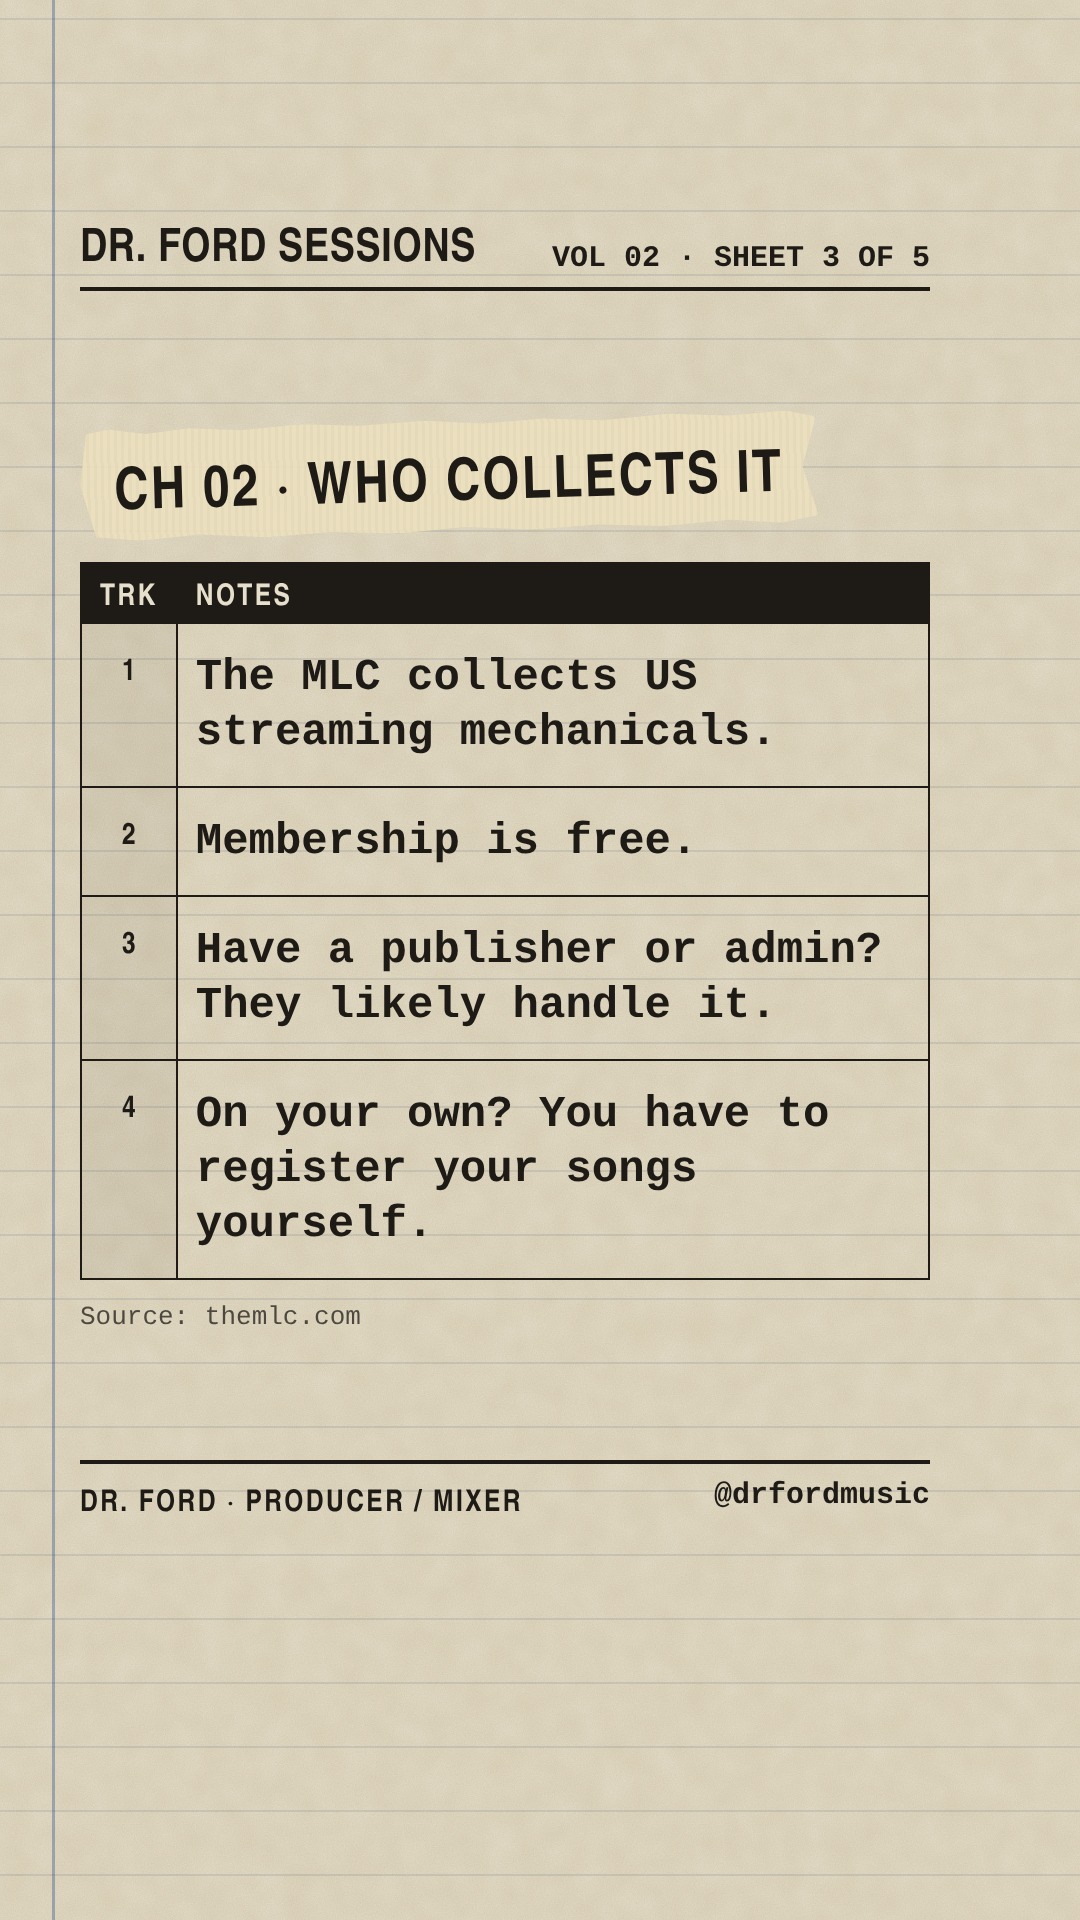 DR. FORD SESSIONS
VOL 02 · SHEET 3 OF 5
CH 02 · WHO COLLECTS IT
TRK NOTES
1 The MLC collects US
streaming mechanicals.
2 Membership is free.
3 Have a publisher or admin?
They likely handle it.
4 On your own? You have to
register your songs
yourself.
Source: themlc.com
DR. FORD · PRODUCER / MIXER
@drfordmusic